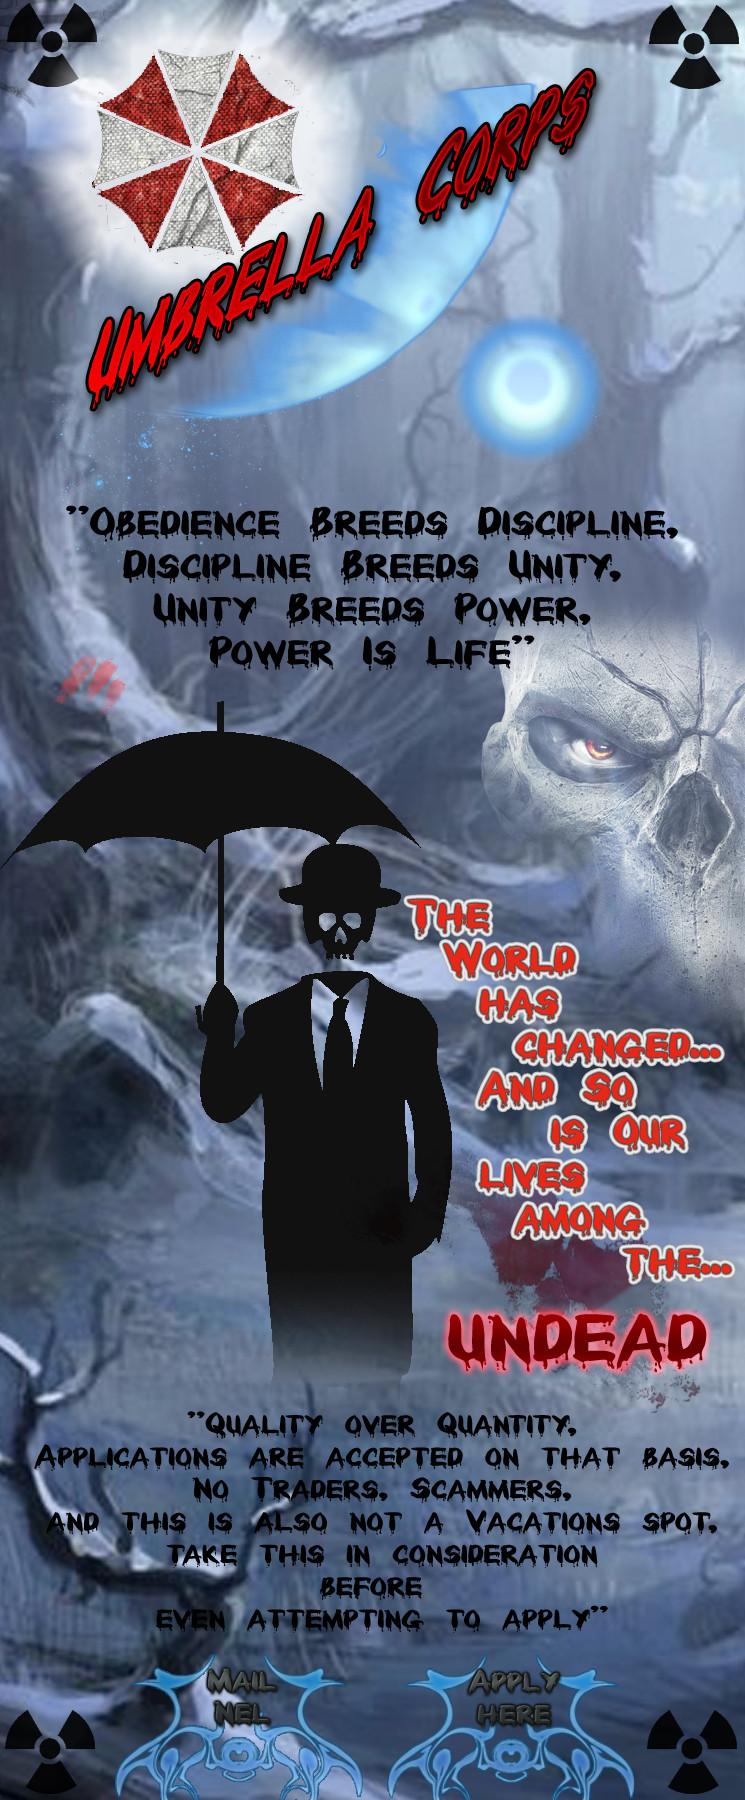 Umbrella Corps
"Obedience Breeds Discipline,
Discipline Breeds Unity,
Unity Breeds Power,
Power Is Life"
The
World
has
changed...
And so
is our
lives
among
the...
undead
"Quality over Quantity,
Applications are accepted on that basis,
No Traders, Scammers,
and this is also not a Vacations spot,
take this in consideration
before
even attempting to apply"
Mail
Nel
Apply
here